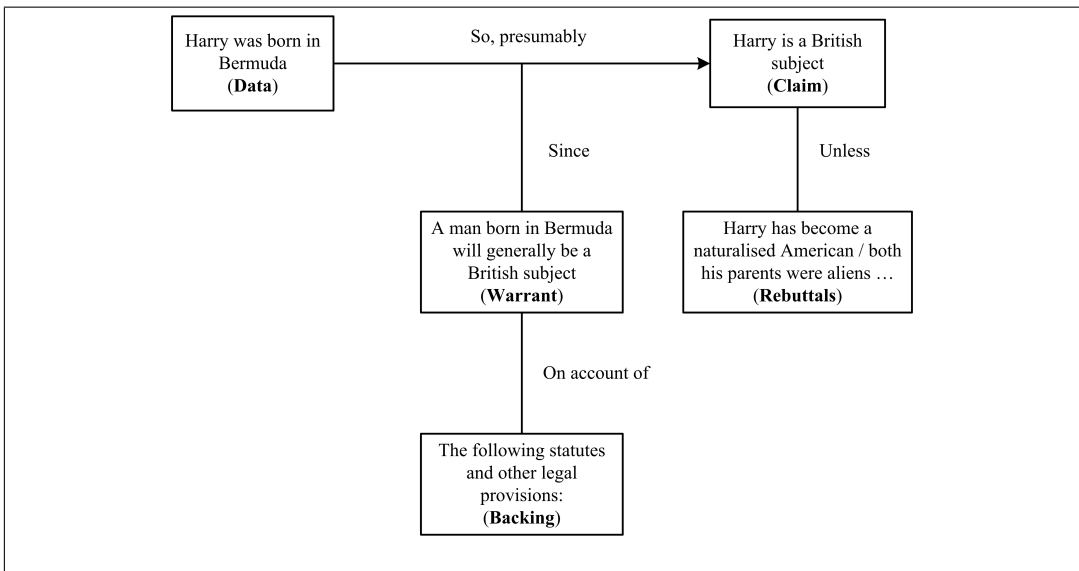 Harry was born in
Bermuda
(Data)
So, presumably
Harry is a British
subject
(Claim)
Since
Unless
A man born in Bermuda
will generally be a
British subject
(Warrant)
Harry has become a
naturalised American / both
his parents were aliens …
(Rebuttals)
On account of
The following statutes
and other legal
provisions:
(Backing)